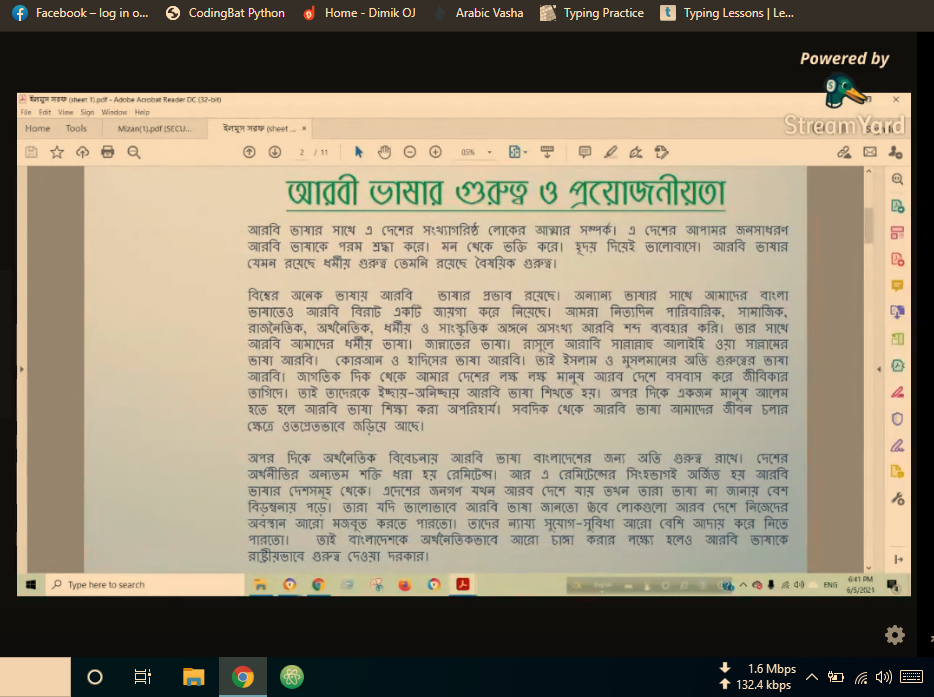 Facebook – log in o...
CodingBat Python
Home - Dimik OJ
Arabic Vasha
Typing Practice
Typing Lessons | Le...
Powered by
StreamYard
ইলমুস সরফ (sheet 1).pdf - Adobe Acrobat Reader DC (32-bit)
File Edit View Sign Window Help
Home Tools Mizan(1).pdf (SECU... ইলমুস সরফ (sheet ... ×
2 / 11
আরবী ভাষার গুরুত্ব ও প্রয়োজনীয়তা
আরবি ভাষার সাথে এ দেশের সংখ্যাগরিষ্ঠ লোকের আত্মার সম্পর্ক। এ দেশের আপামর জনসাধরণ
আরবি ভাষাকে পরম শ্রদ্ধা করে। মন থেকে ভক্তি করে। হৃদয় দিয়েই ভালোবাসে। আরবি ভাষার
যেমন রয়েছে ধর্মীয় গুরুত্ব তেমনি রয়েছে বৈষয়িক গুরুত্ব।
বিশ্বের অনেক ভাষায় আরবি ভাষার প্রভাব রয়েছে। অন্যান্য ভাষার সাথে আমাদের বাংলা
ভাষাতেও আরবি বিরাট একটি জায়গা করে নিয়েছে। আমরা নিত্যদিন পারিবারিক, সামাজিক,
রাজনৈতিক, অর্থনৈতিক, ধর্মীয় ও সাংস্কৃতিক অঙ্গনে অসংখ্য আরবি শব্দ ব্যবহার করি। তার সাথে
আরবি আমাদের ধর্মীয় ভাষা। জান্নাতের ভাষা। রাসূলে আরাবি সাল্লাল্লাহু আলাইহি ওয়া সাল্লামের
ভাষা আরবি। কোরআন ও হাদিসের ভাষা আরবি। তাই ইসলাম ও মুসলমানের অতি গুরুত্বের ভাষা
আরবি। জাগতিক দিক থেকে আমার দেশের লক্ষ লক্ষ মানুষ আরব দেশে বসবাস করে জীবিকার
তাগিদে। তাই তাদেরকে ইচ্ছায়-অনিচ্ছায় আরবি ভাষা শিখতে হয়। অপর দিকে একজন মানুষ আলেম
হতে হলে আরবি ভাষা শিক্ষা করা অপরিহার্য। সবদিক থেকে আরবি ভাষা আমাদের জীবন চলার
ক্ষেত্রে ওতপ্রোতভাবে জড়িয়ে আছে।
অপর দিকে অর্থনৈতিক বিবেচনায় আরবি ভাষা বাংলাদেশের জন্য অতি গুরুত্ব রাখে। দেশের
অর্থনীতির অন্যতম শক্তি ধরা হয় রেমিটেন্স। আর এ রেমিটেন্সের সিংহভাগই অর্জিত হয় আরবি
ভাষার দেশসমূহ থেকে। এদেশের জনগণ যখন আরব দেশে যায় তখন তারা ভাষা না জানায় বেশ
বিড়ম্বনায় পড়ে। তারা যদি ভালোভাবে আরবি ভাষা জানতো তবে লোকগুলো আরব দেশে নিজেদের
অবস্থান আরো মজবুত করতে পারতো। তাদের ন্যায্য সুযোগ-সুবিধা আরো বেশি আদায় করে নিতে
পারতো। তাই বাংলাদেশকে অর্থনৈতিকভাবে আরো চাঙ্গা করার লক্ষ্যে হলেও আরবি ভাষাকে
রাষ্ট্রীয়ভাবে গুরুত্ব দেওয়া দরকার।
Type here to search
ENG
6:41 PM
6/5/2021
1.6 Mbps
132.4 kbps